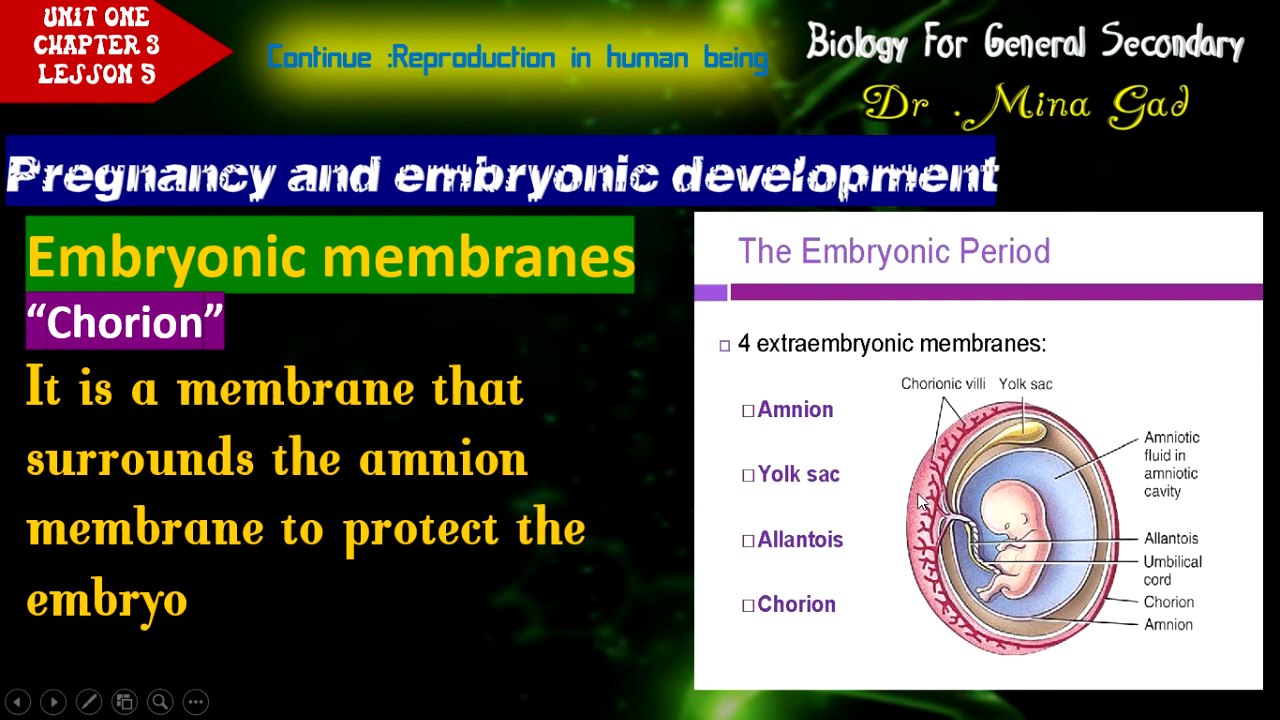 UNIT ONE
CHAPTER 3
LESSON 5
Continue :Reproduction in human being
Biology For General Secondary
Dr . Mina Gad
Pregnancy and embryonic development
Embryonic membranes
“Chorion”
It is a membrane that
surrounds the amnion
membrane to protect the
embryo
The Embryonic Period
4 extraembryonic membranes:
Amnion
Yolk sac
Allantois
Chorion
Chorionic villi
Yolk sac
Amniotic
fluid in
amniotic
cavity
Allantois
Umbilical
cord
Chorion
Amnion